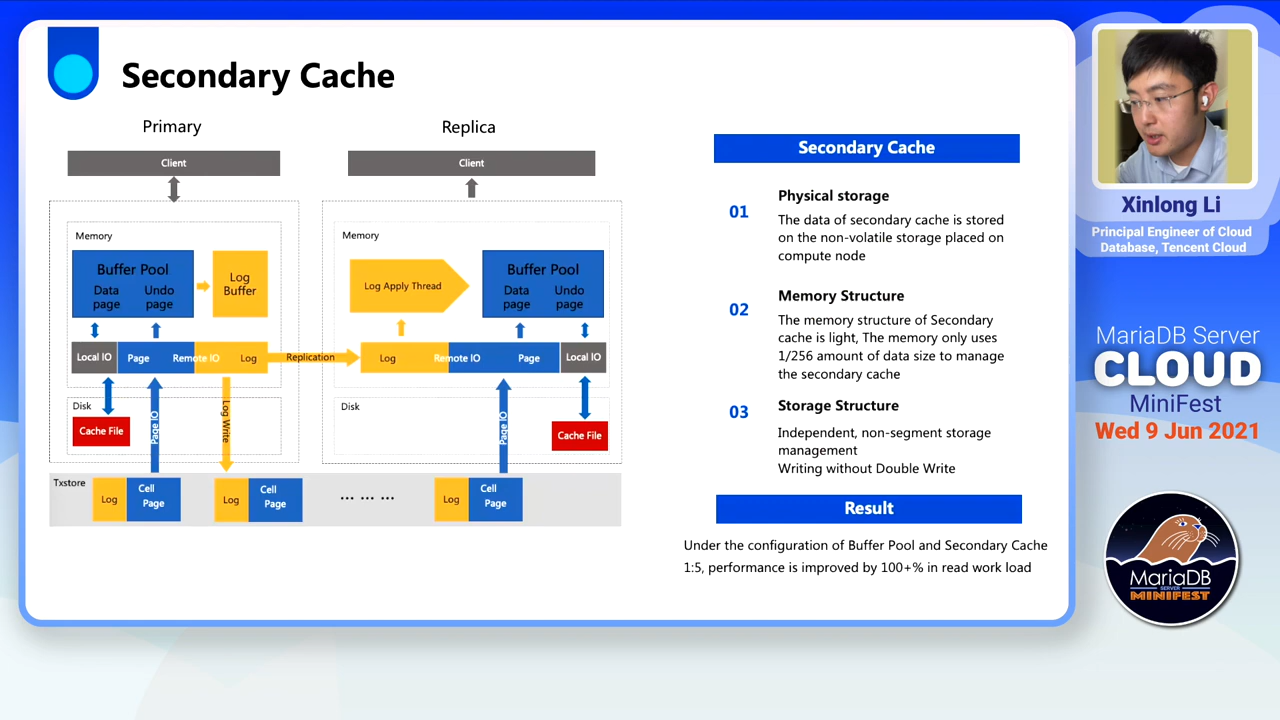 Secondary Cache
Primary
Replica
Client
Client
Memory
Buffer Pool
Data page
Undo page
Log Buffer
Local IO
Page
Remote IO
Log
Replication
Disk
Cache File
Page IO
Log Write
Memory
Log Apply Thread
Buffer Pool
Data page
Undo page
Log
Remote IO
Page
Local IO
Disk
Page IO
Cache File
Txstore
Log
Cell
Page
Log
Cell
Page
... ... ...
Log
Cell
Page
Secondary Cache
01
Physical storage
The data of secondary cache is stored
on the non-volatile storage placed on
compute node
02
Memory Structure
The memory structure of Secondary
cache is light, The memory only uses
1/256 amount of data size to manage
the secondary cache
03
Storage Structure
Independent, non-segment storage
management
Writing without Double Write
Result
Under the configuration of Buffer Pool and Secondary Cache
1:5, performance is improved by 100+% in read work load
Xinlong Li
Principal Engineer of Cloud
Database, Tencent Cloud
MariaDB Server
CLOUD
MiniFest
Wed 9 Jun 2021
MariaDB
SERVER
MINIFEST